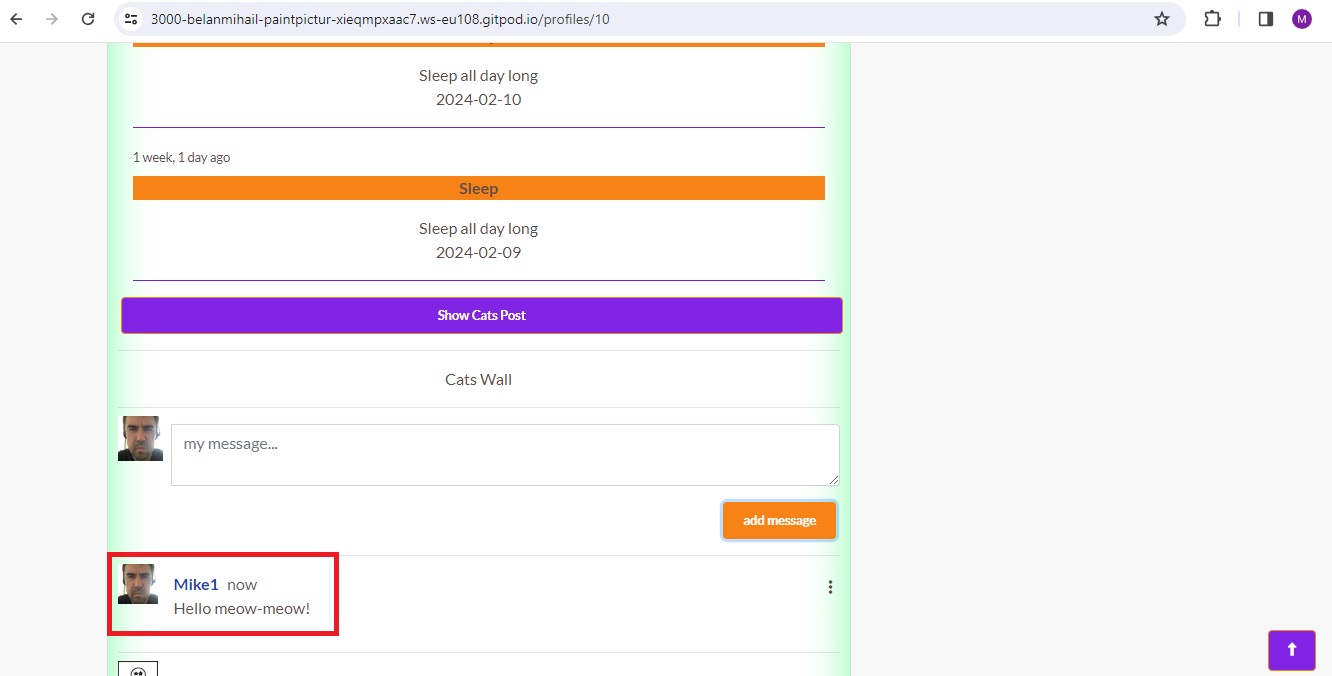 3000-belanmihail-paintpictur-xieqmpxaac7.ws-eu108.gitpod.io/profiles/10
M
Sleep all day long
2024-02-10
1 week, 1 day ago
Sleep
Sleep all day long
2024-02-09
Show Cats Post
Cats Wall
my message...
add message
Mike1 now
Hello meow-meow!